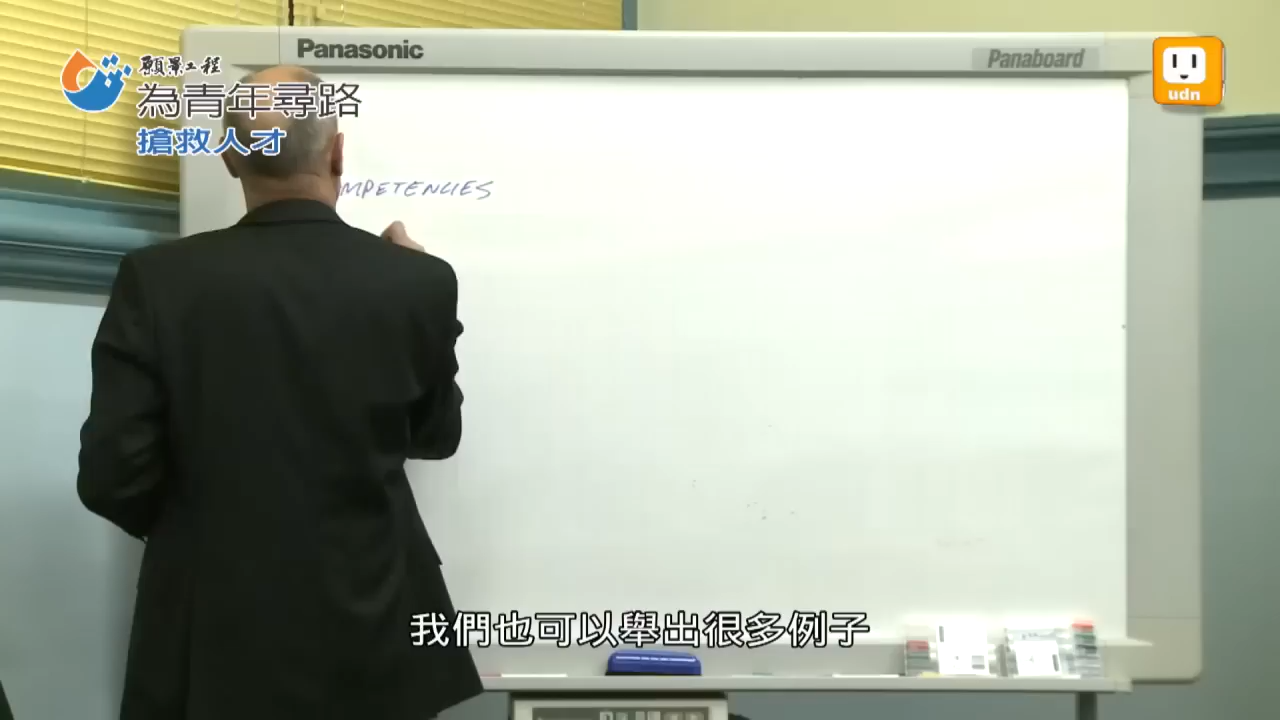 Panasonic
Panaboard
願景工程
為青年尋路
搶救人才
udn
MPETENCIES
我們也可以舉出很多例子